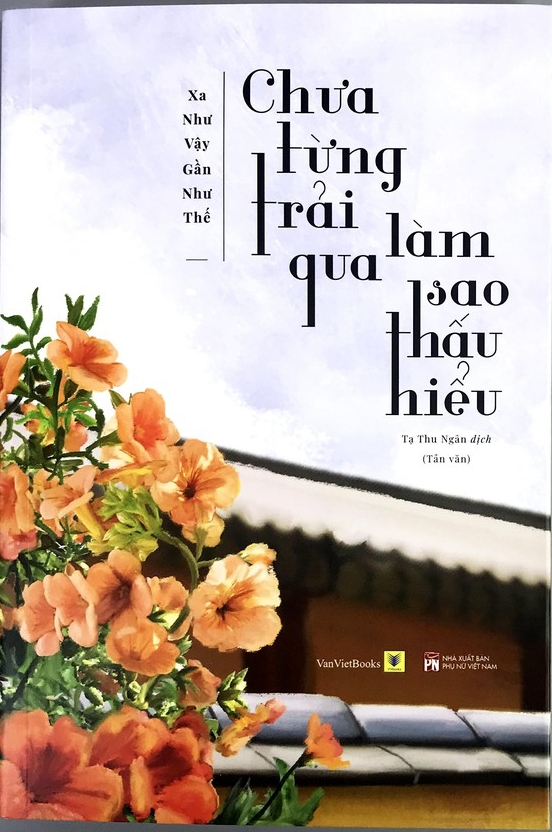 Xa
Như
Vậy
Gần
Như
Thế
Chưa
từng
trải
qua
làm
sao
thấu
hiểu
Tạ Thu Ngân dịch
(Tản văn)
VanVietBooks
PN
NHÀ XUẤT BẢN
PHỤ NỮ VIỆT NAM